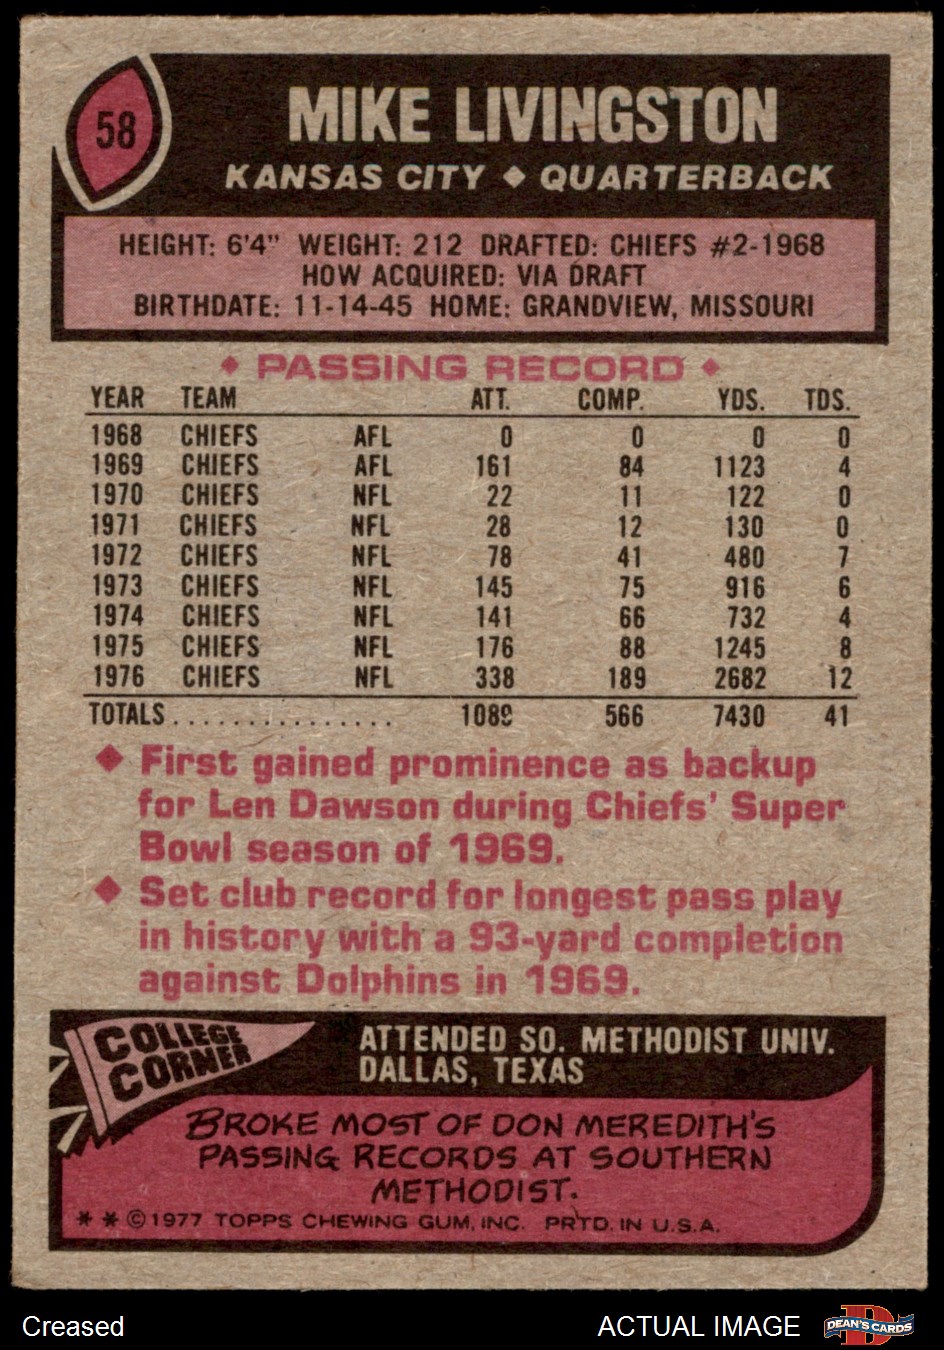 58
MIKE LIVINGSTON
KANSAS CITY ◆ QUARTERBACK
HEIGHT: 6'4" WEIGHT: 212 DRAFTED: CHIEFS #2-1968
HOW ACQUIRED: VIA DRAFT
BIRTHDATE: 11-14-45 HOME: GRANDVIEW, MISSOURI
◆ PASSING RECORD ◆
YEAR TEAM ATT. COMP. YDS. TDS.
1968 CHIEFS AFL 0 0 0 0
1969 CHIEFS AFL 161 84 1123 4
1970 CHIEFS NFL 22 11 122 0
1971 CHIEFS NFL 28 12 130 0
1972 CHIEFS NFL 78 41 480 7
1973 CHIEFS NFL 145 75 916 6
1974 CHIEFS NFL 141 66 732 4
1975 CHIEFS NFL 176 88 1245 8
1976 CHIEFS NFL 338 189 2682 12
TOTALS................ 1089 566 7430 41
◆ First gained prominence as backup
for Len Dawson during Chiefs' Super
Bowl season of 1969.
◆ Set club record for longest pass play
in history with a 93-yard completion
against Dolphins in 1969.
COLLEGE
CORNER
ATTENDED SO. METHODIST UNIV.
DALLAS, TEXAS
BROKE MOST OF DON MEREDITH'S
PASSING RECORDS AT SOUTHERN
METHODIST.
* * © 1977 TOPPS CHEWING GUM, INC. PRTD. IN U.S.A.
Creased
ACTUAL IMAGE
DEAN'S CARDS